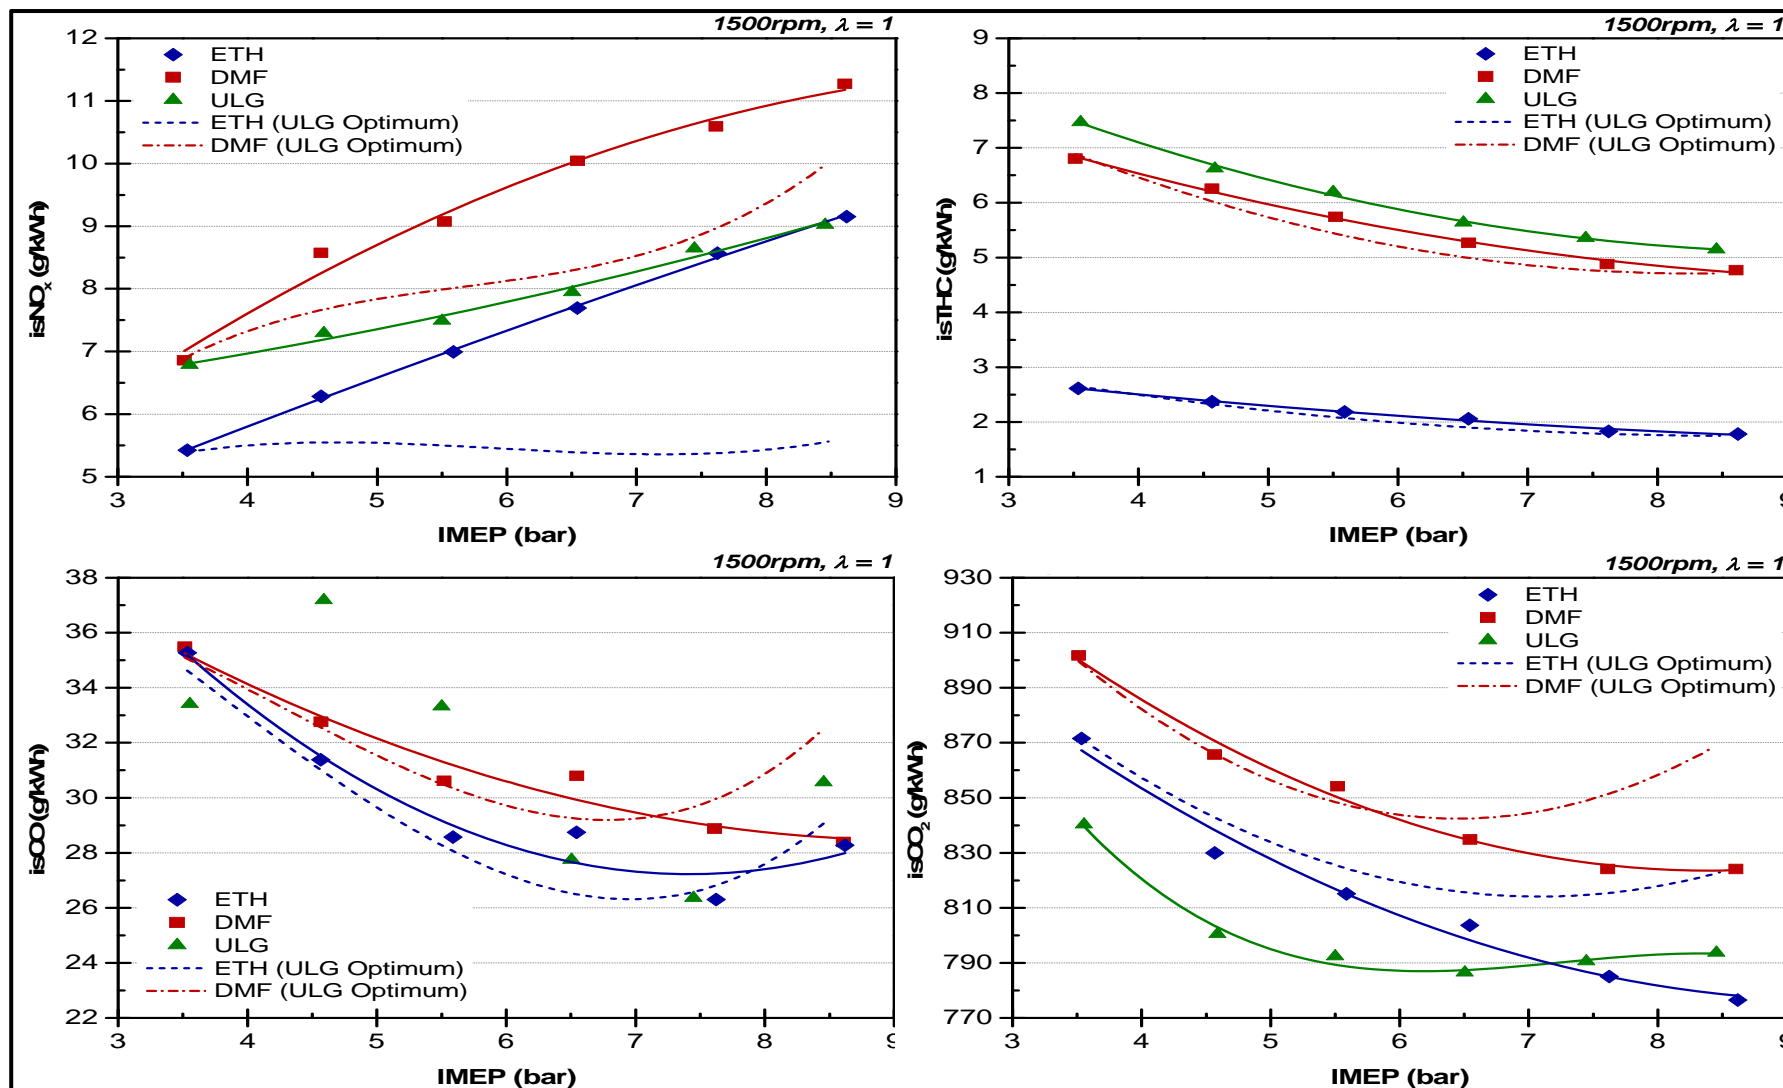 1500rpm, λ = 1
12
11
10
9
8
7
6
5
isNOx (g/kWh)
ETH
DMF
ULG
ETH (ULG Optimum)
DMF (ULG Optimum)
3 4 5 6 7 8 9
IMEP (bar)
1500rpm, λ = 1
9
8
7
6
5
4
3
2
1
isTHC (g/kWh)
ETH
DMF
ULG
ETH (ULG Optimum)
DMF (ULG Optimum)
3 4 5 6 7 8 9
IMEP (bar)
1500rpm, λ = 1
38
36
34
32
30
28
26
24
22
isCO (g/kWh)
ETH
DMF
ULG
ETH (ULG Optimum)
DMF (ULG Optimum)
3 4 5 6 7 8 9
IMEP (bar)
1500rpm, λ = 1
930
910
890
870
850
830
810
790
770
isCO₂ (g/kWh)
ETH
DMF
ULG
ETH (ULG Optimum)
DMF (ULG Optimum)
3 4 5 6 7 8 9
IMEP (bar)